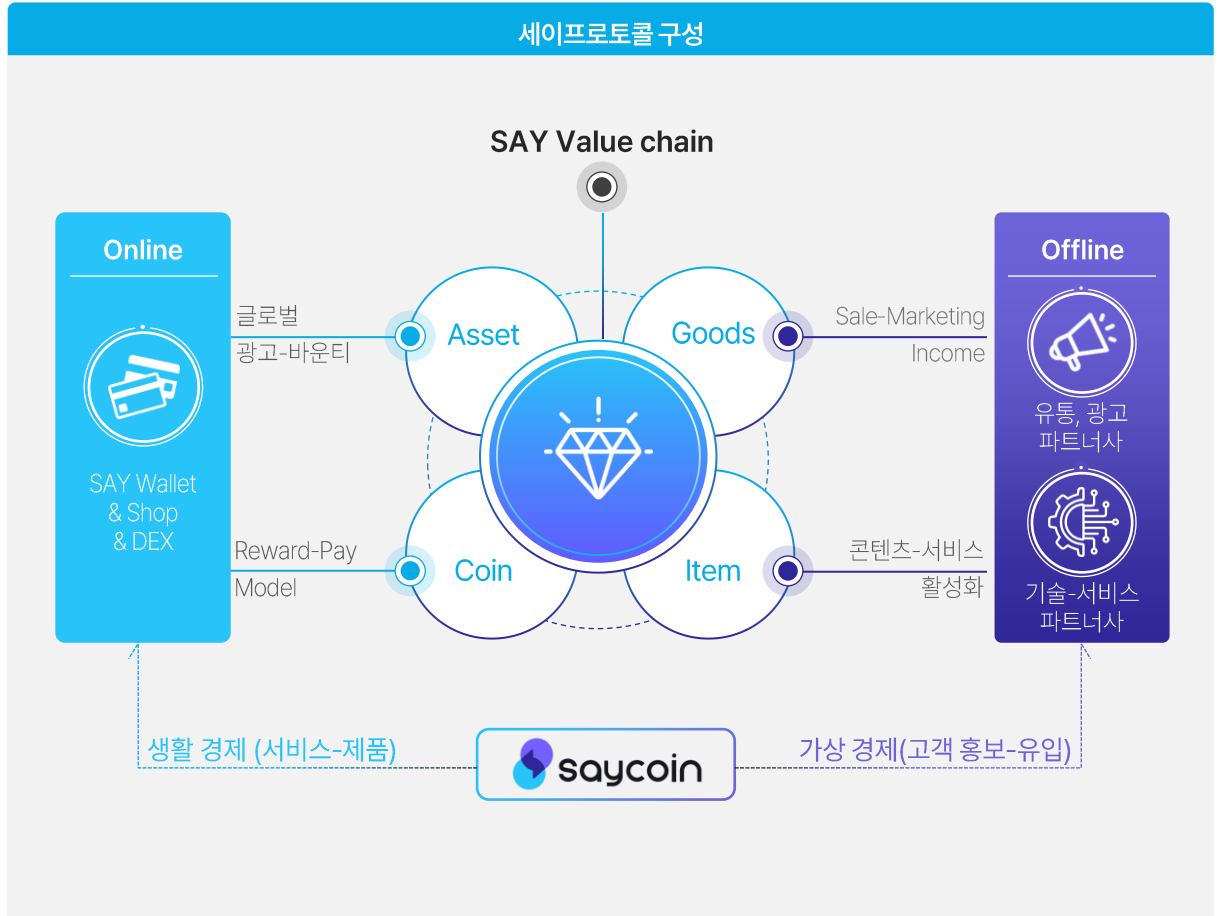 세이프로토콜 구성
SAY Value chain
Online
SAY Wallet
& Shop
& DEX
글로벌
광고-바운티
Reward-Pay
Model
Asset
Goods
Coin
Item
Sale-Marketing
Income
콘텐츠-서비스
활성화
Offline
유통, 광고
파트너사
기술-서비스
파트너사
생활 경제 (서비스-제품)
saycoin
가상 경제(고객 홍보-유입)